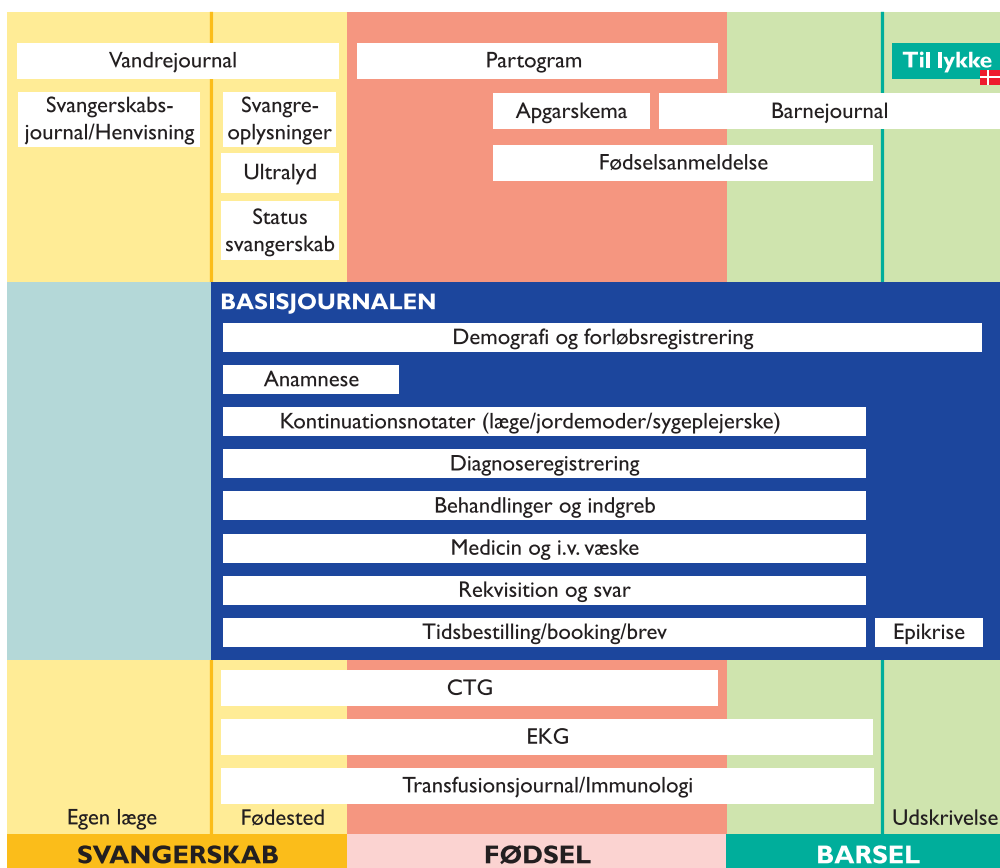 Vandrejournal
Partogram
Til lykke
Svangerskabs-
journal/Henvisning
Svangre-
oplysninger
Apgarskema
Barnejournal
Ultralyd
Fødselsanmeldelse
Status
svangerskab
BASISJOURNALEN
Demografi og forløbsregistrering
Anamnese
Kontinuationsnotater (læge/jordemoder/sygeplejerske)
Diagnoseregistrering
Behandlinger og indgreb
Medicin og i.v. væske
Rekvisition og svar
Tidsbestilling/booking/brev
Epikrise
CTG
EKG
Transfusionsjournal/Immunologi
Egen læge
Fødested
Udskrivelse
SVANGERSKAB
FØDSEL
BARSEL